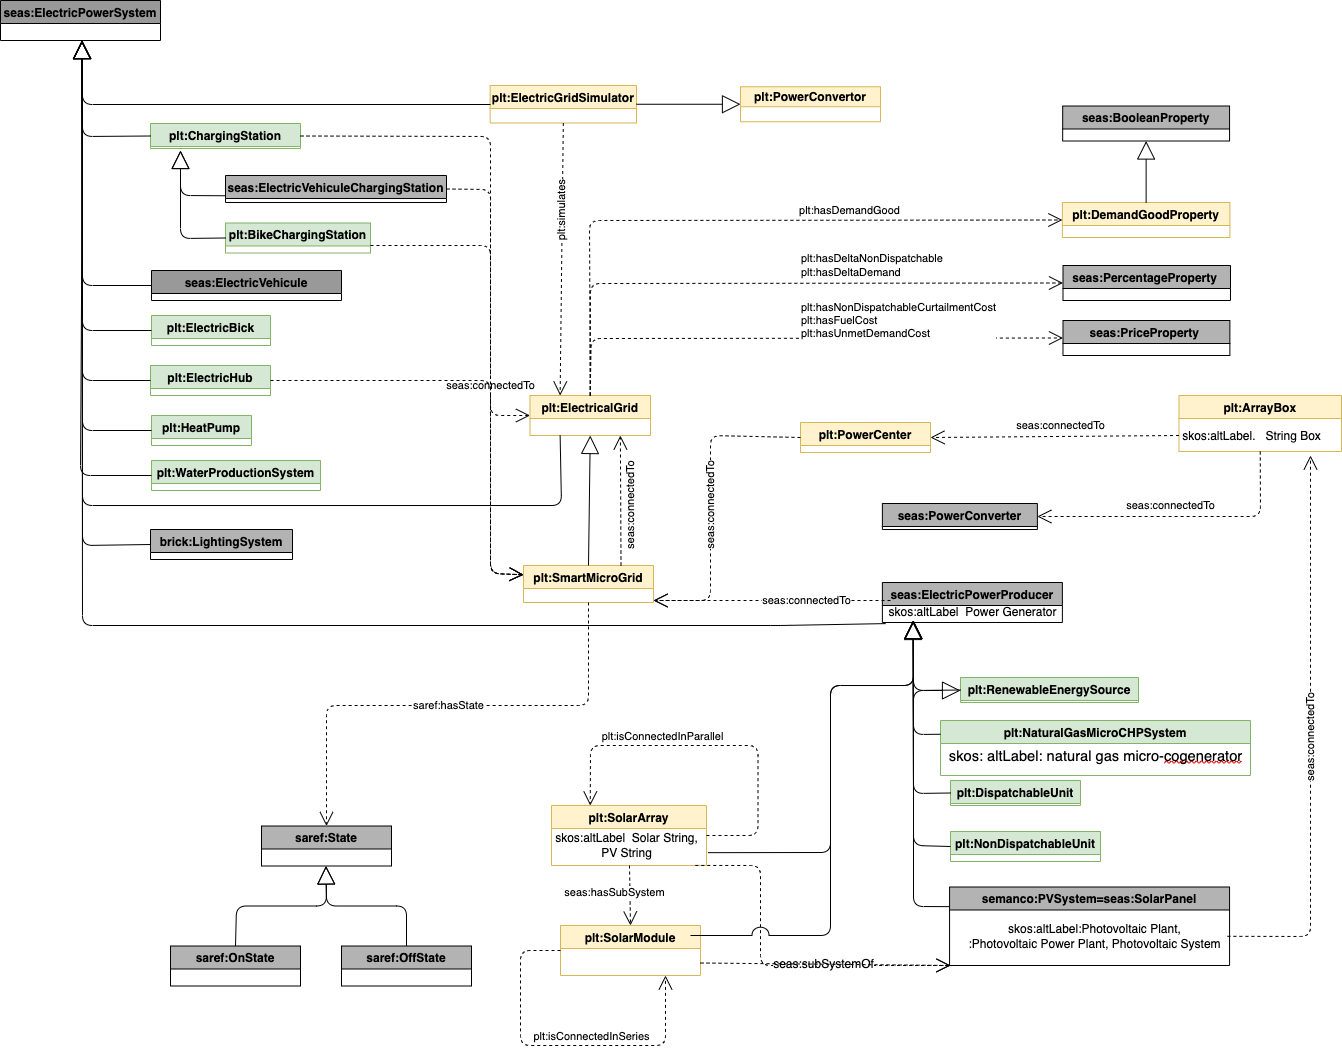 seas:ElectricPowerSystem
plt:ElectricGridSimulator
plt:PowerConvertor
seas:BooleanProperty
plt:ChargingStation
seas:ElectricVehiculeChargingStation
plt:BikeChargingStation
plt:simulates
plt:hasDemandGood
plt:DemandGoodProperty
plt:hasDeltaNonDispatchable
plt:hasDeltaDemand
seas:PercentageProperty
seas:ElectricVehicule
plt:hasNonDispatchableCurtailmentCost
plt:hasFuelCost
plt:hasUnmetDemandCost
seas:PriceProperty
plt:ElectricBick
plt:ElectricHub
seas:connectedTo
plt:ElectricalGrid
plt:HeatPump
plt:WaterProductionSystem
brick:LightingSystem
plt:PowerCenter
seas:connectedTo
plt:ArrayBox
skos:altLabel.   String Box
seas:connectedTo
seas:connectedTo
seas:PowerConverter
seas:connectedTo
plt:SmartMicroGrid
seas:connectedTo
seas:ElectricPowerProducer
skos:altLabel  Power Generator
plt:RenewableEnergySource
saref:hasState
plt:NaturalGasMicroCHPSystem
skos: altLabel: natural gas micro-cogenerator
seas:connectedTo
plt:isConnectedInParallel
plt:DispatchableUnit
plt:SolarArray
skos:altLabel  Solar String,
PV String
saref:State
plt:NonDispatchableUnit
seas:hasSubSystem
semanco:PVSystem=seas:SolarPanel
skos:altLabel:Photovoltaic Plant,
:Photovoltaic Power Plant, Photovoltaic System
plt:SolarModule
seas:subSystemOf
saref:OnState
saref:OffState
plt:isConnectedInSeries